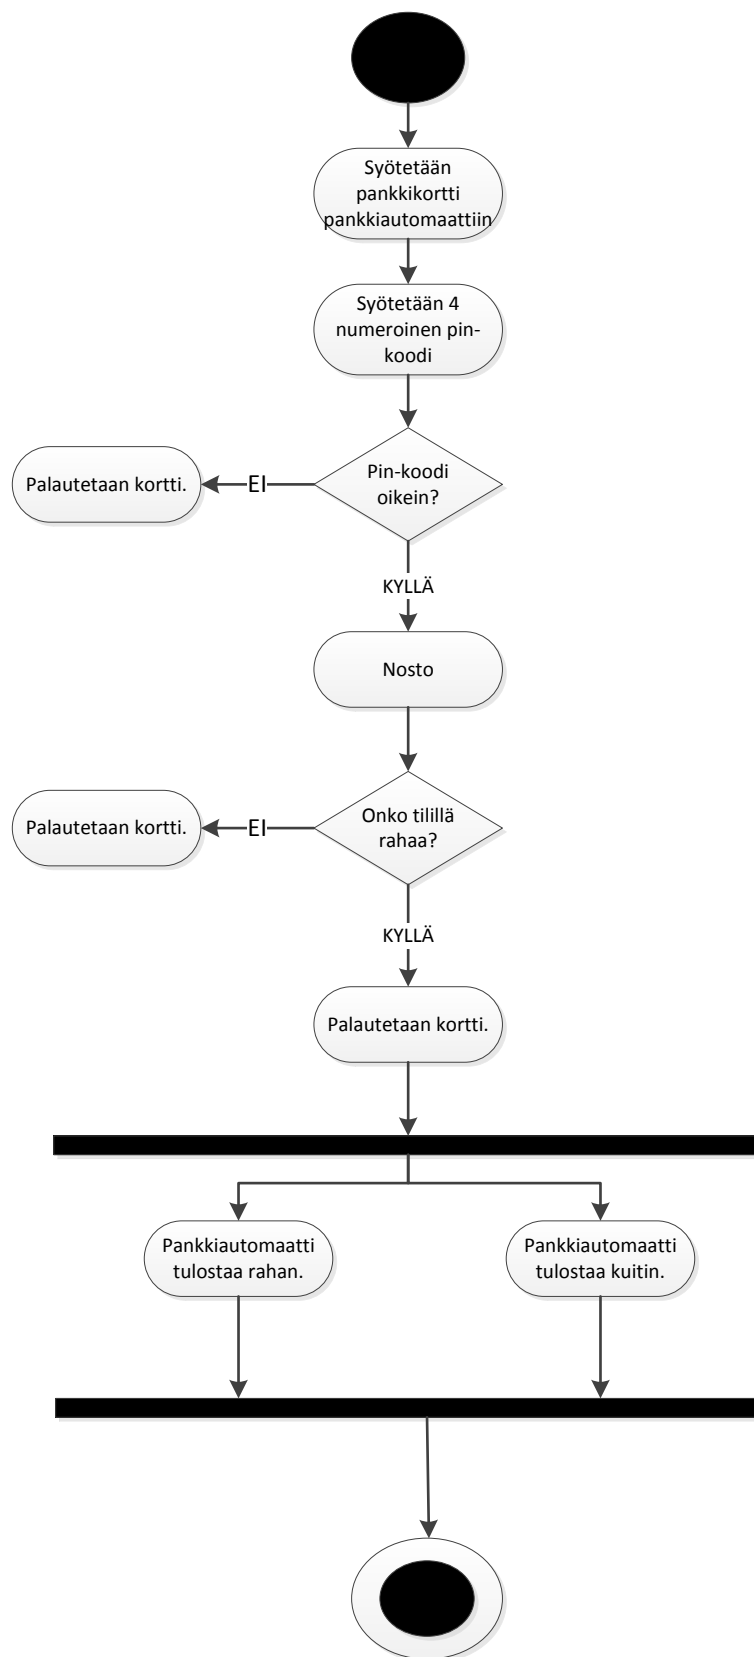 Syötetään
pankkikortti
pankkiautomaattiin
Syötetään 4
numeroinen pin-
koodi
Pin-koodi
oikein?
EI
Palautetaan kortti.
KYLLÄ
Nosto
Onko tilillä
rahaa?
EI
Palautetaan kortti.
KYLLÄ
Palautetaan kortti.
Pankkiautomaatti
tulostaa rahan.
Pankkiautomaatti
tulostaa kuitin.